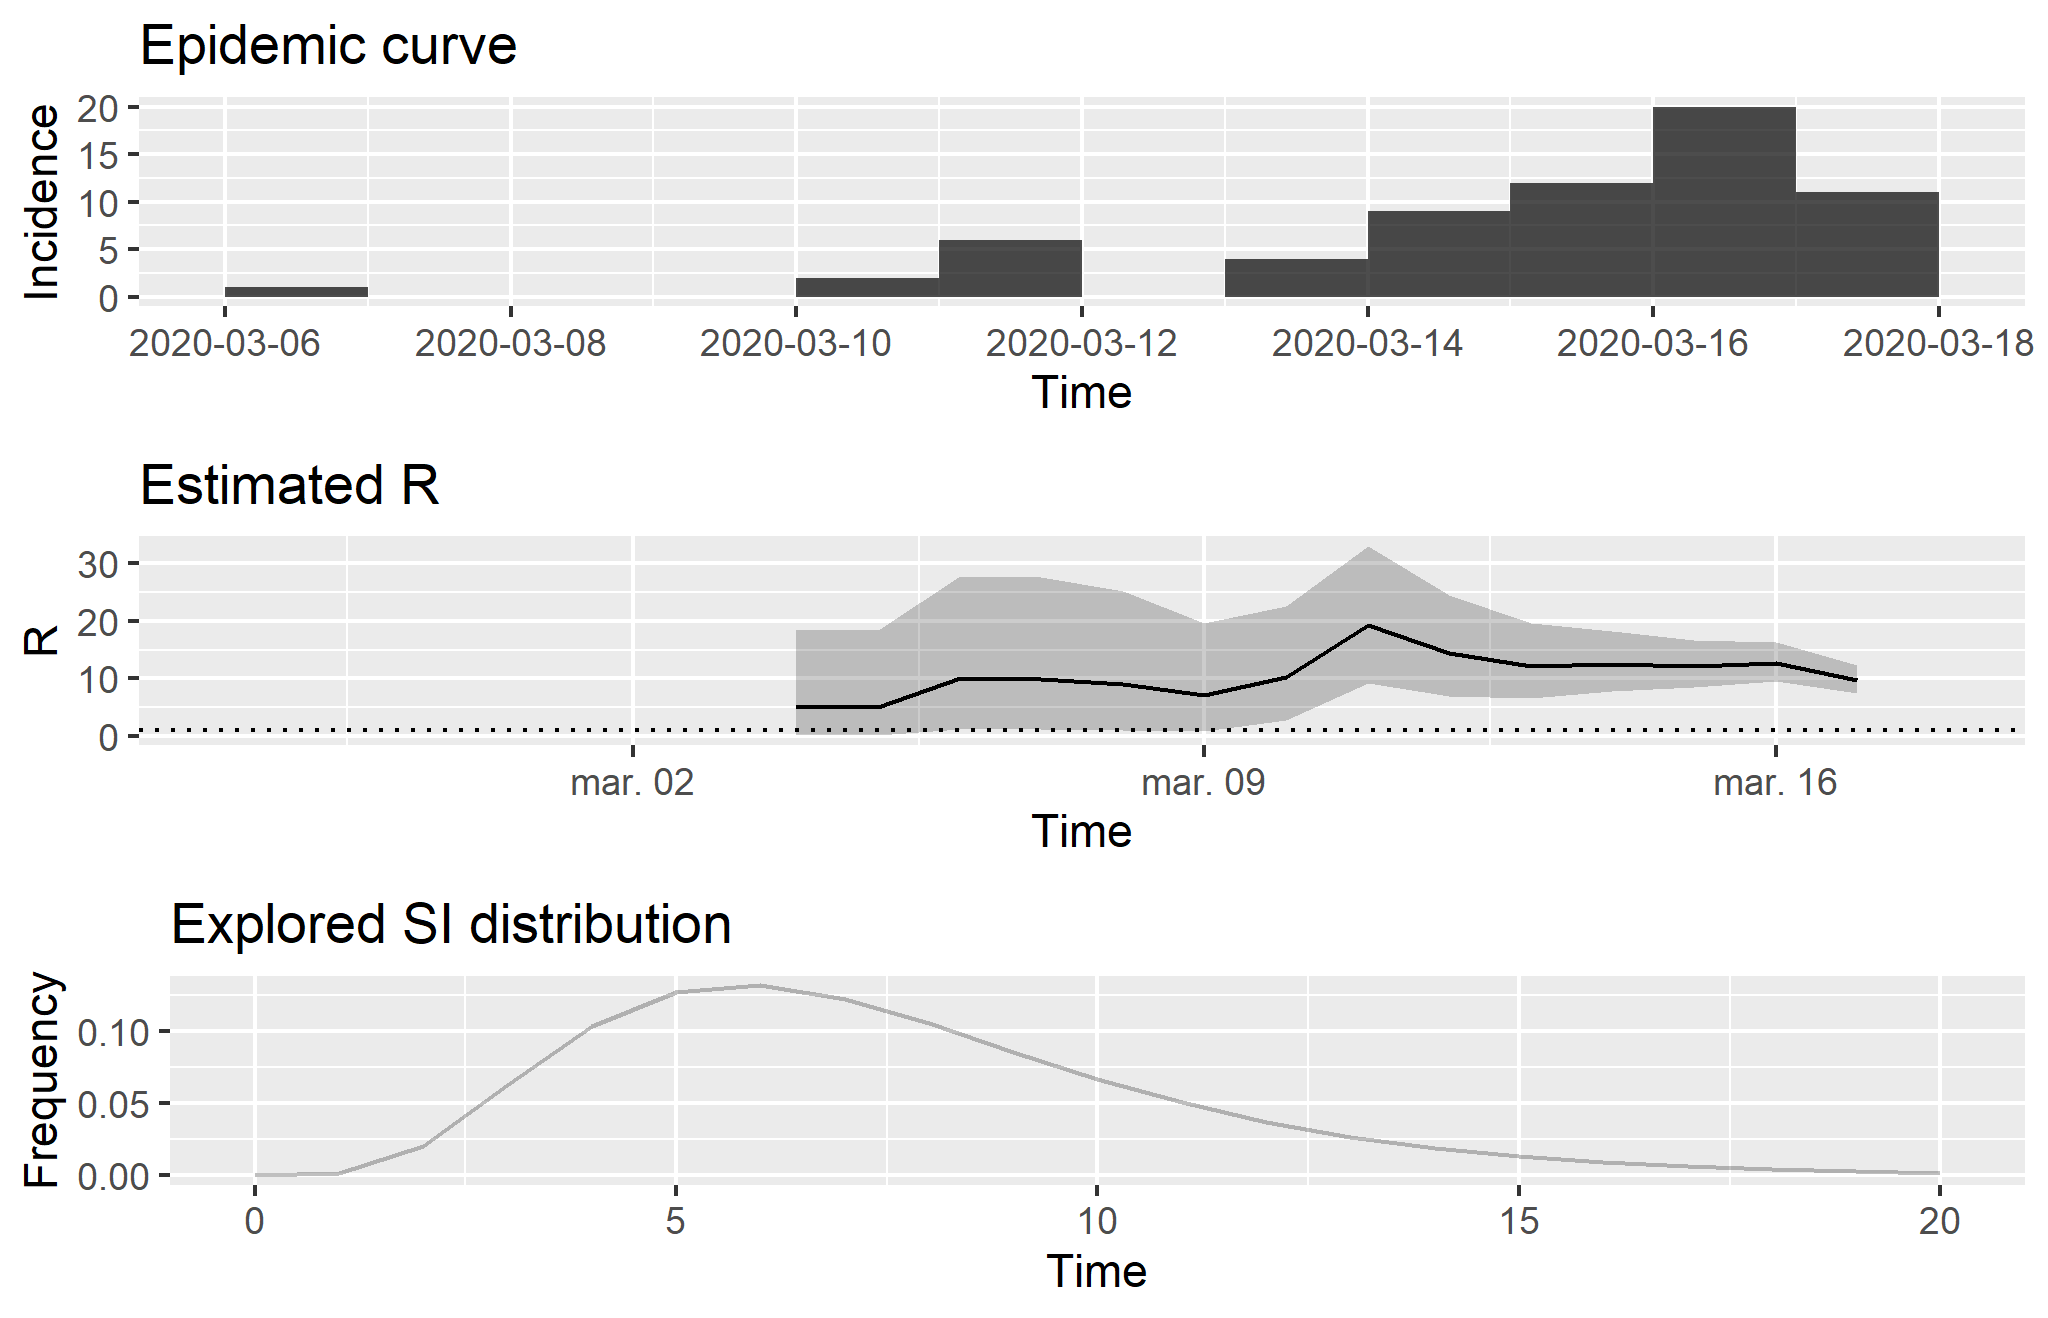 Epidemic curve
Incidence
20
15
10
5
0
2020-03-06 2020-03-08 2020-03-10 2020-03-12 2020-03-14 2020-03-16 2020-03-18
Time
Estimated R
R
30
20
10
0
mar. 02 mar. 09 mar. 16
Time
Explored SI distribution
Frequency
0.10
0.05
0.00
0 5 10 15 20
Time